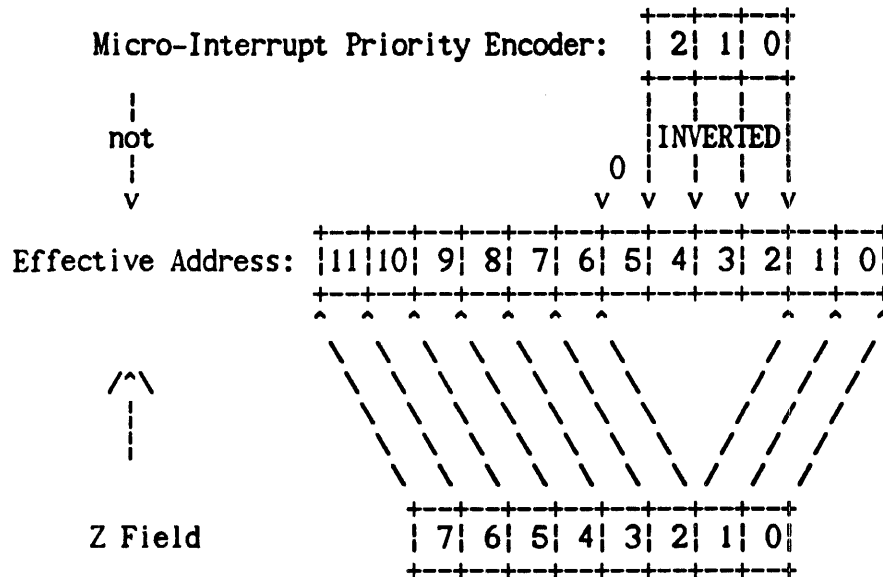 Micro-Interrupt Priority Encoder: | 2| 1| 0|
not |INVERTED|
0
v v v v v v
Effective Address: |11|10| 9| 8| 7| 6| 5| 4| 3| 2| 1| 0|
Z Field | 7| 6| 5| 4| 3| 2| 1| 0|